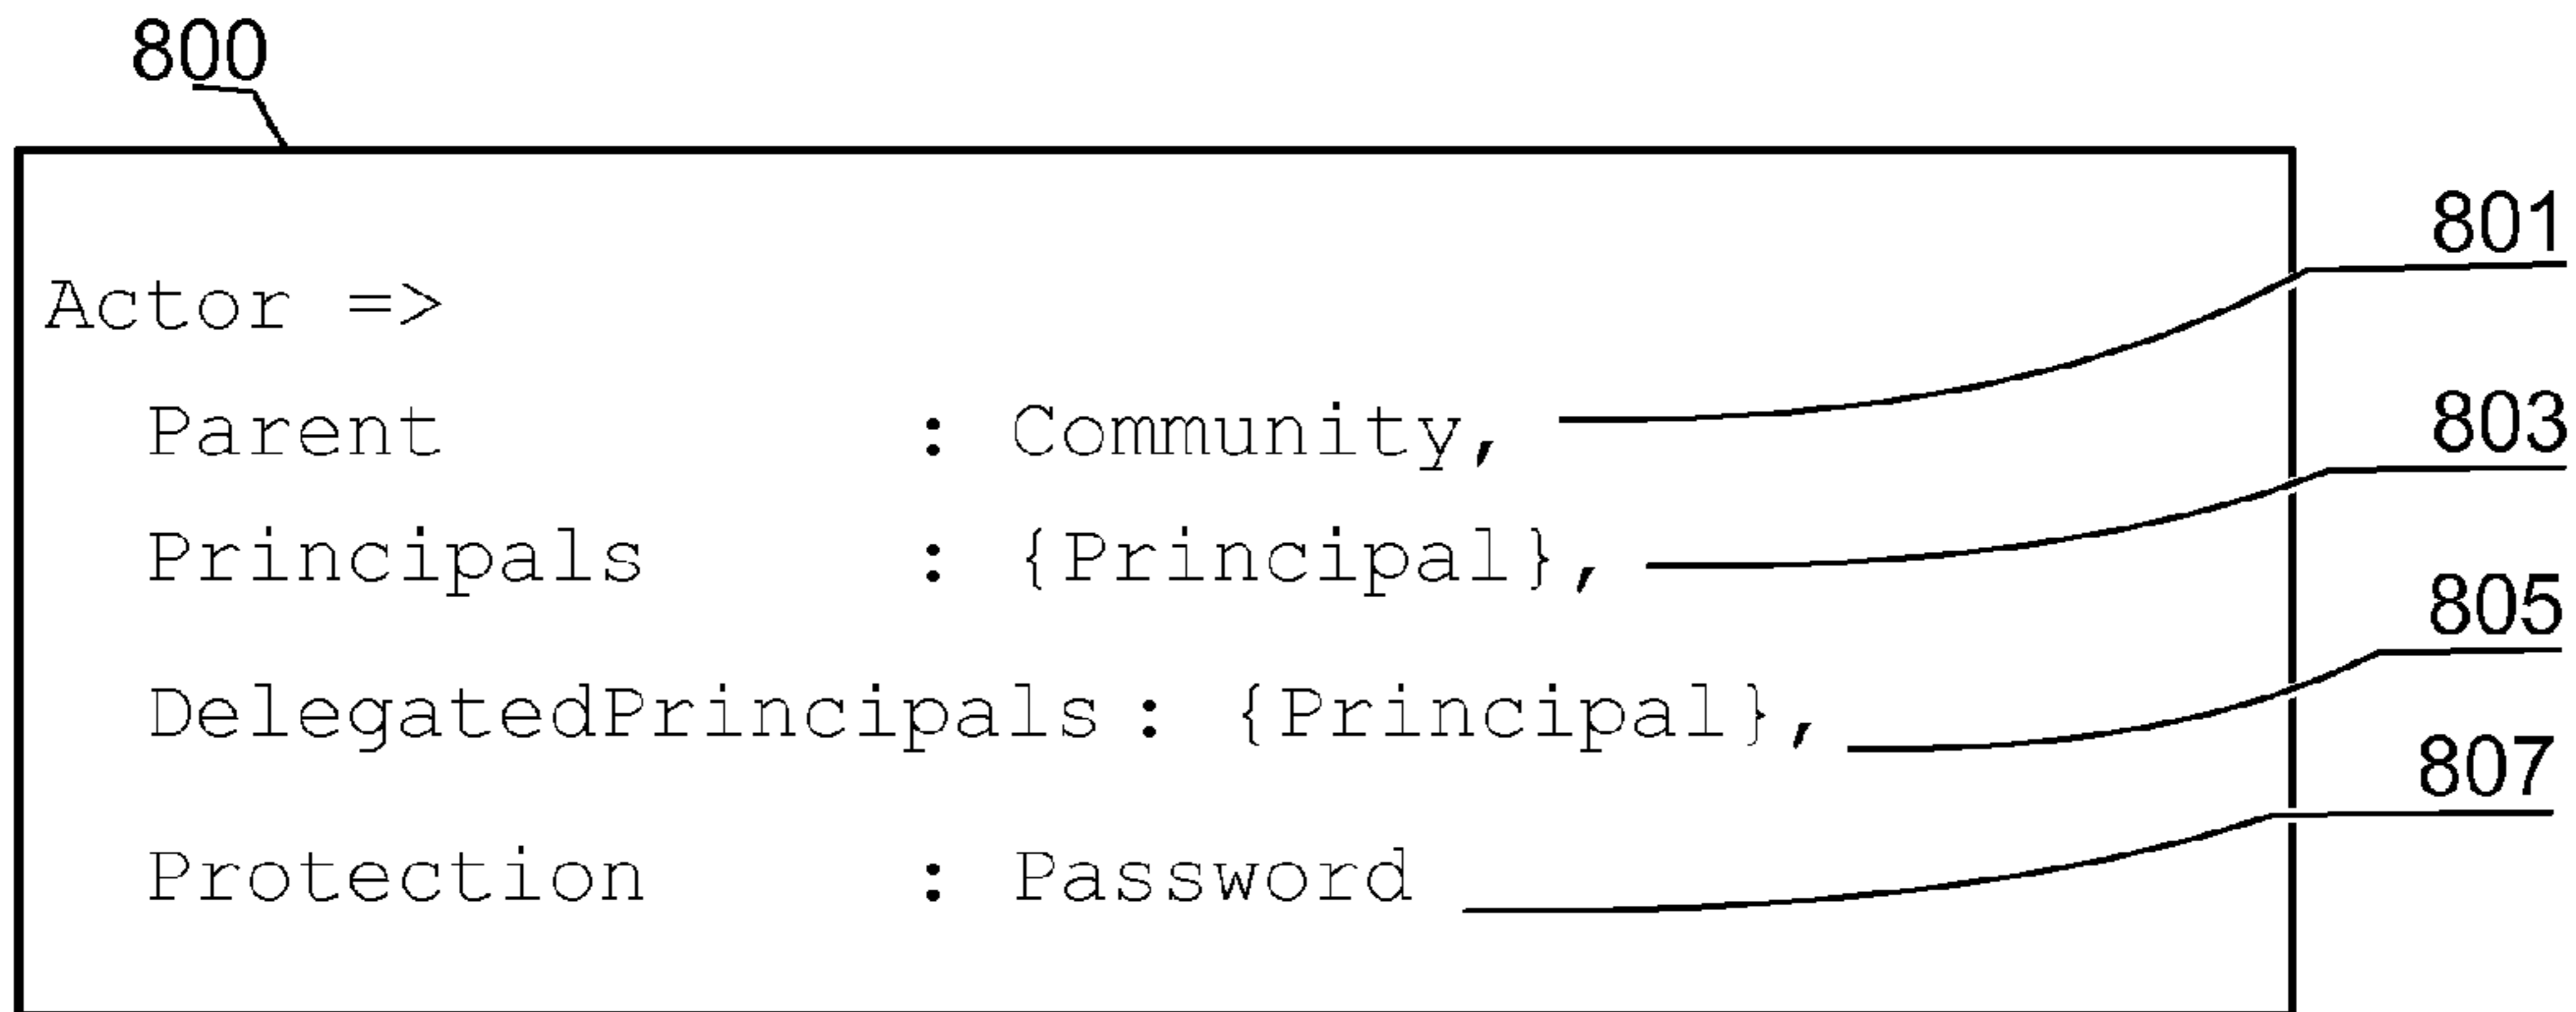 800
Actor =>
Parent : Community,
801
Principals : {Principal},
803
DelegatedPrincipals : {Principal},
805
Protection : Password
807